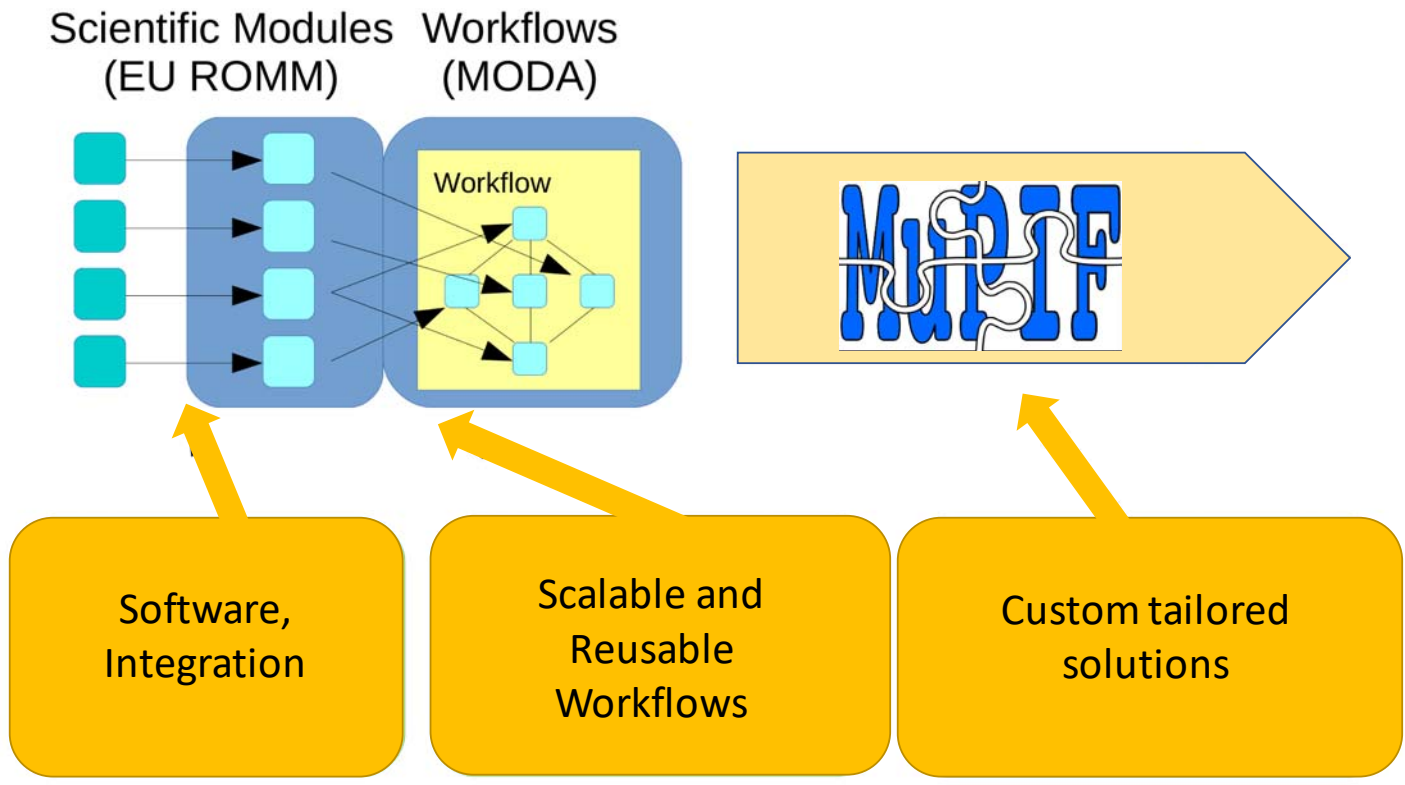 Scientific Modules
(EU ROMM)
Workflows
(MODA)
Workflow
MuPIF
Software,
Integration
Scalable and
Reusable
Workflows
Custom tailored
solutions